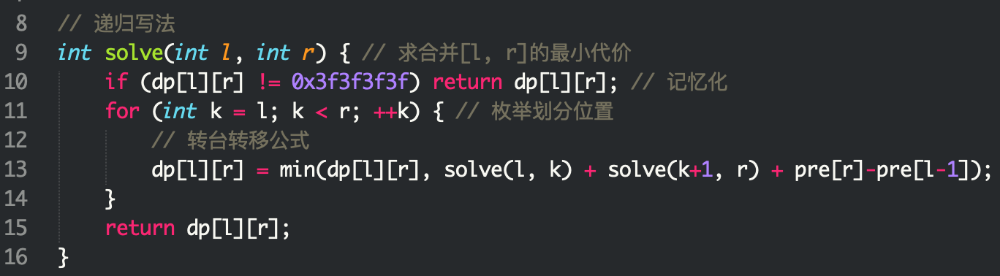 8 // 递归写法
9 int solve(int l, int r) { // 求合并[l, r]的最小代价
10 if (dp[l][r] != 0x3f3f3f3f) return dp[l][r]; // 记忆化
11 for (int k = l; k < r; ++k) { // 枚举划分位置
12 // 转台转移公式
13 dp[l][r] = min(dp[l][r], solve(l, k) + solve(k+1, r) + pre[r]-pre[l-1]);
14 }
15 return dp[l][r];
16 }